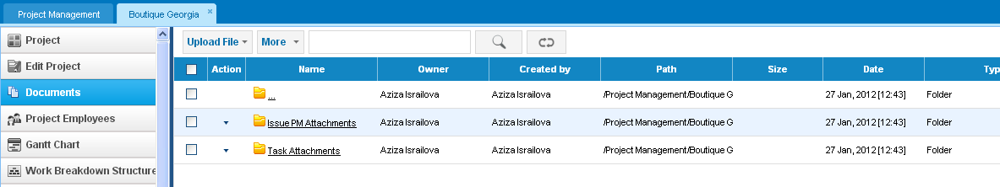 Project Management Boutique Georgia
Project
Edit Project
Documents
Project Employees
Gantt Chart
Work Breakdown Structure
Upload File More
Action Name Owner Created by Path Size Date Typ
... Aziza Israilova Aziza Israilova /Project Management/Boutique G 27 Jan, 2012 [12:43] Folder
Issue PM Attachments Aziza Israilova Aziza Israilova /Project Management/Boutique G 27 Jan, 2012 [12:43] Folder
Task Attachments Aziza Israilova Aziza Israilova /Project Management/Boutique G 27 Jan, 2012 [12:43] Folder